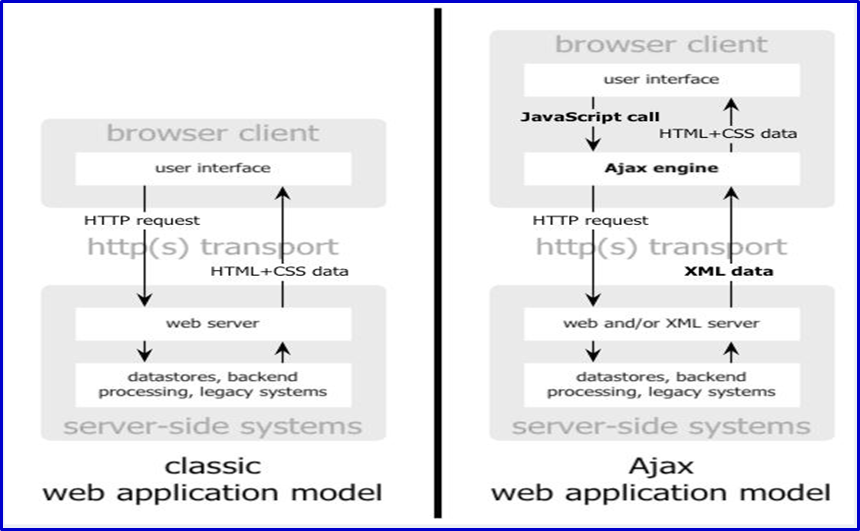 browser client
user interface
HTTP request
http(s) transport
HTML+CSS data
web server
datastores, backend
processing, legacy systems
server-side systems
classic
web application model
browser client
user interface
JavaScript call
HTML+CSS data
Ajax engine
HTTP request
http(s) transport
XML data
web and/or XML server
datastores, backend
processing, legacy systems
server-side systems
Ajax
web application model